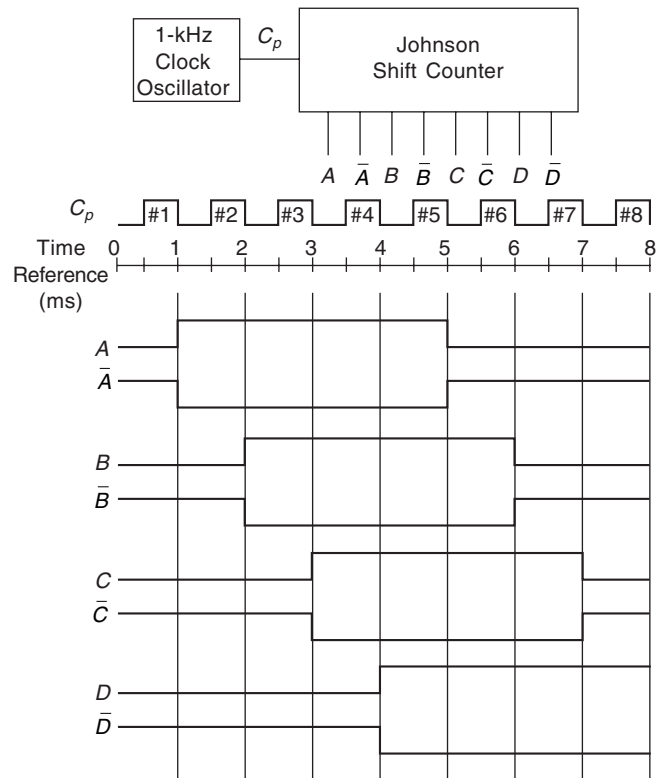 1-kHz
Clock
Oscillator
C_p
Johnson
Shift Counter
A A̅ B B̅ C C̅ D D̅
C_p #1 #2 #3 #4 #5 #6 #7 #8
Time 0 1 2 3 4 5 6 7 8
Reference
(ms)
A
A̅
B
B̅
C
C̅
D
D̅